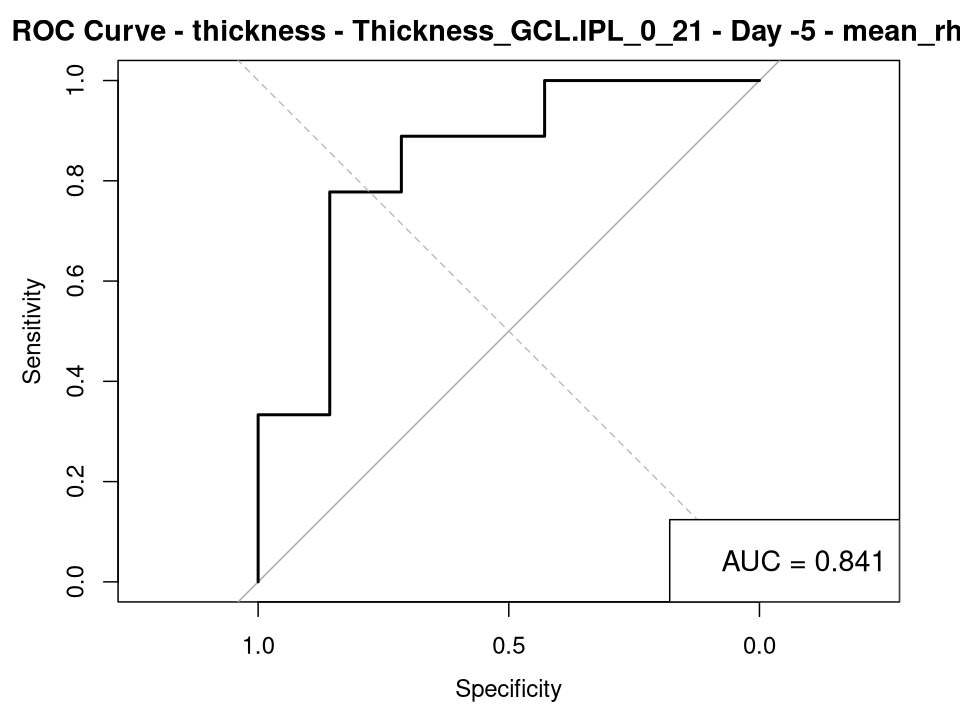 ROC Curve - thickness - Thickness_GCL.IPL_0_21 - Day -5 - mean_rh
1.0
0.8
0.6
0.4
0.2
0.0
Sensitivity
AUC = 0.841
1.0 0.5 0.0
Specificity